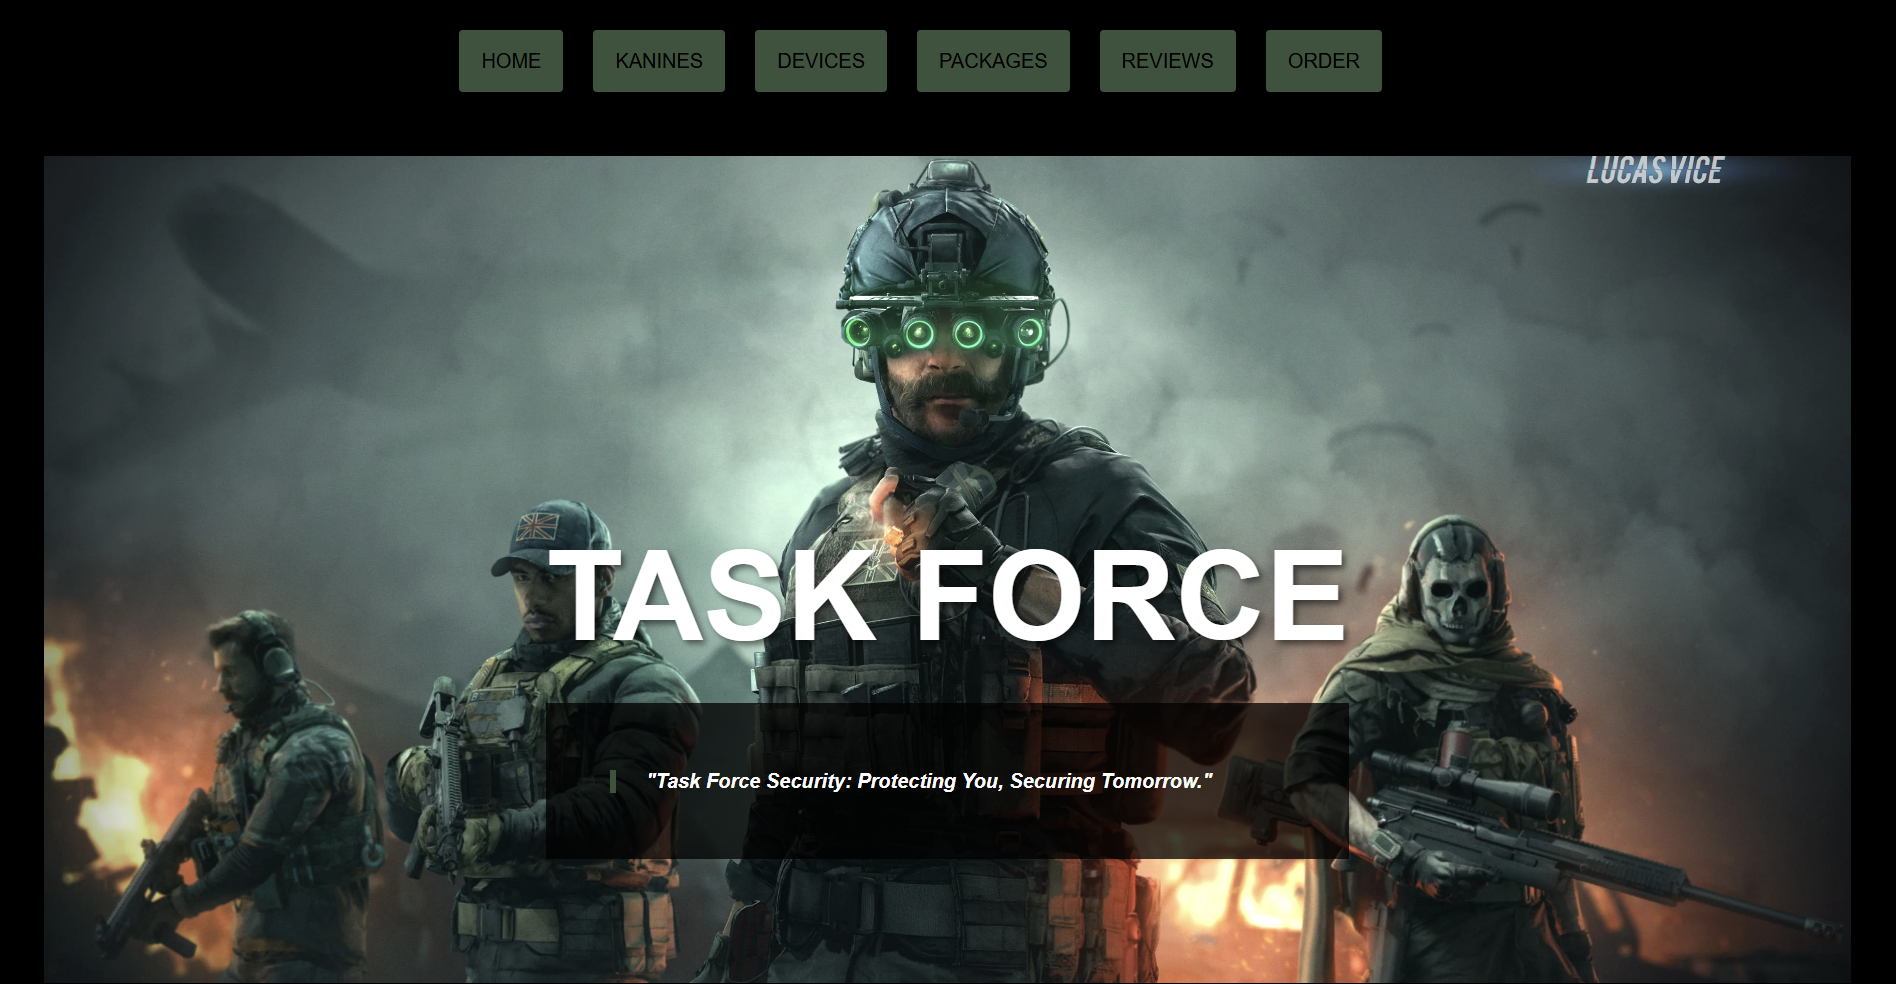 HOME KANINES DEVICES PACKAGES REVIEWS ORDER
LUCAS VICE
TASK FORCE
"Task Force Security: Protecting You, Securing Tomorrow."